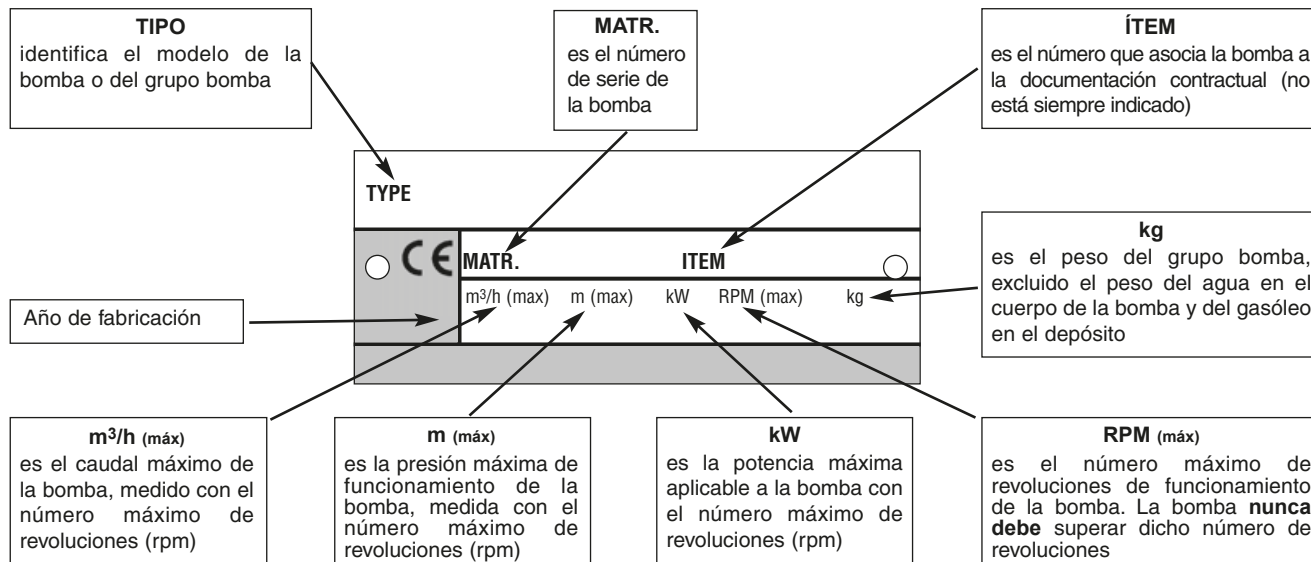 TIPO
identifica el modelo de la
bomba o del grupo bomba
MATR.
es el número
de serie de
la bomba
ÍTEM
es el número que asocia la bomba a
la documentación contractual (no
está siempre indicado)
TYPE
CE
MATR.
ITEM
m³/h (max)
m (max)
kW
RPM (max)
kg
Año de fabricación
kg
es el peso del grupo bomba,
excluido el peso del agua en el
cuerpo de la bomba y del gasóleo
en el depósito
m³/h (máx)
es el caudal máximo de
la bomba, medido con el
número máximo de
revoluciones (rpm)
m (máx)
es la presión máxima de
funcionamiento de la
bomba, medida con el
número máximo de
revoluciones (rpm)
kW
es la potencia máxima
aplicable a la bomba con
el número máximo de
revoluciones (rpm)
RPM (máx)
es el número máximo de
revoluciones de funcionamiento
de la bomba. La bomba nunca
debe superar dicho número de
revoluciones